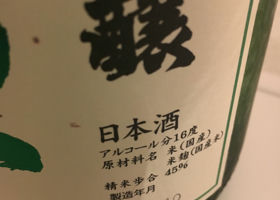 醸
日本酒
アルコール分16度
原材料名 米(国産)
米麹(国産米)
精米歩合 45%
製造年月